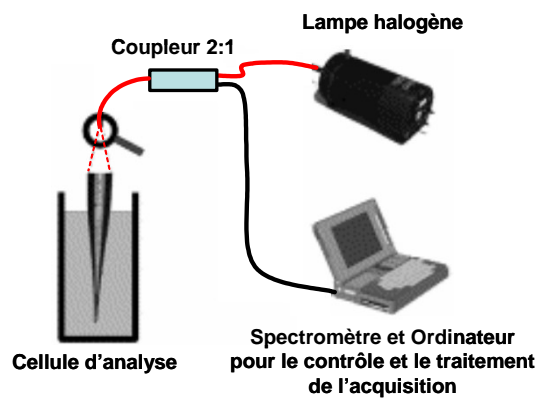 Lampe halogène
Coupleur 2:1
Cellule d'analyse
Spectromètre et Ordinateur
pour le contrôle et le traitement
de l'acquisition